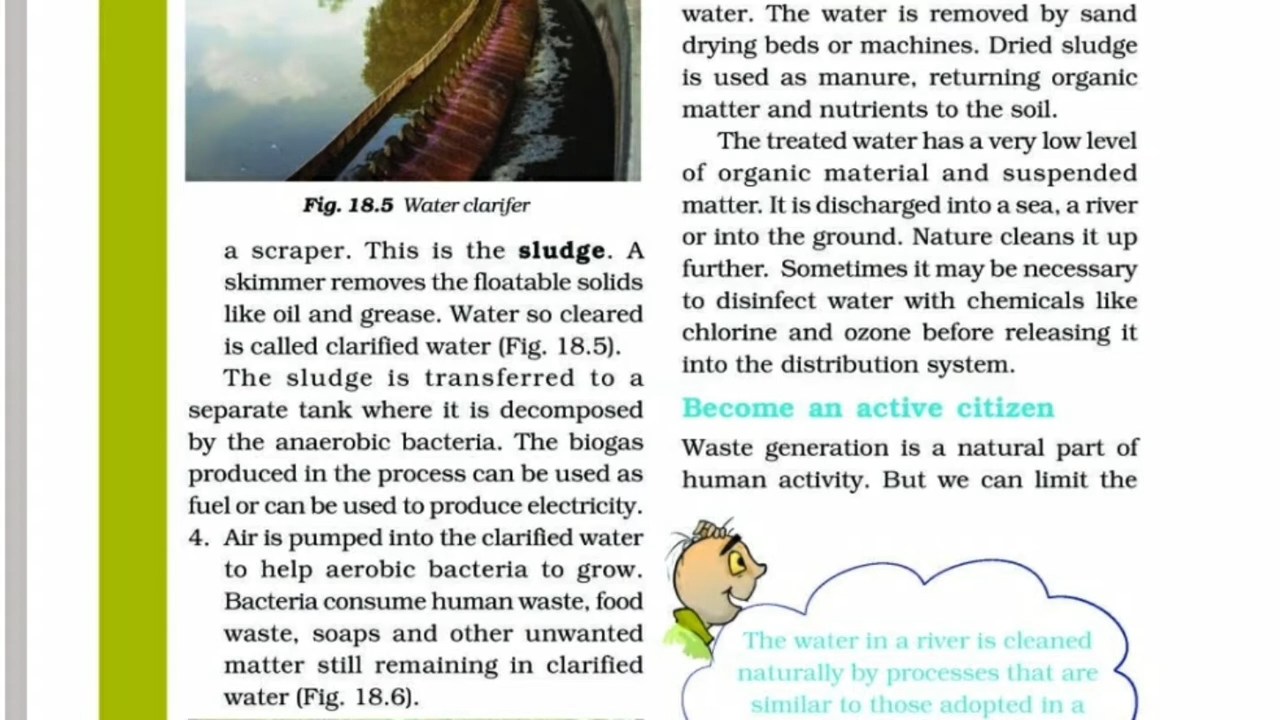 Fig. 18.5 Water clarifer
a scraper. This is the sludge. A
skimmer removes the floatable solids
like oil and grease. Water so cleared
is called clarified water (Fig. 18.5).
The sludge is transferred to a
separate tank where it is decomposed
by the anaerobic bacteria. The biogas
produced in the process can be used as
fuel or can be used to produce electricity.
4. Air is pumped into the clarified water
to help aerobic bacteria to grow.
Bacteria consume human waste, food
waste, soaps and other unwanted
matter still remaining in clarified
water (Fig. 18.6).
water. The water is removed by sand
drying beds or machines. Dried sludge
is used as manure, returning organic
matter and nutrients to the soil.
The treated water has a very low level
of organic material and suspended
matter. It is discharged into a sea, a river
or into the ground. Nature cleans it up
further. Sometimes it may be necessary
to disinfect water with chemicals like
chlorine and ozone before releasing it
into the distribution system.
Become an active citizen
Waste generation is a natural part of
human activity. But we can limit the
The water in a river is cleaned
naturally by processes that are
similar to those adopted in a